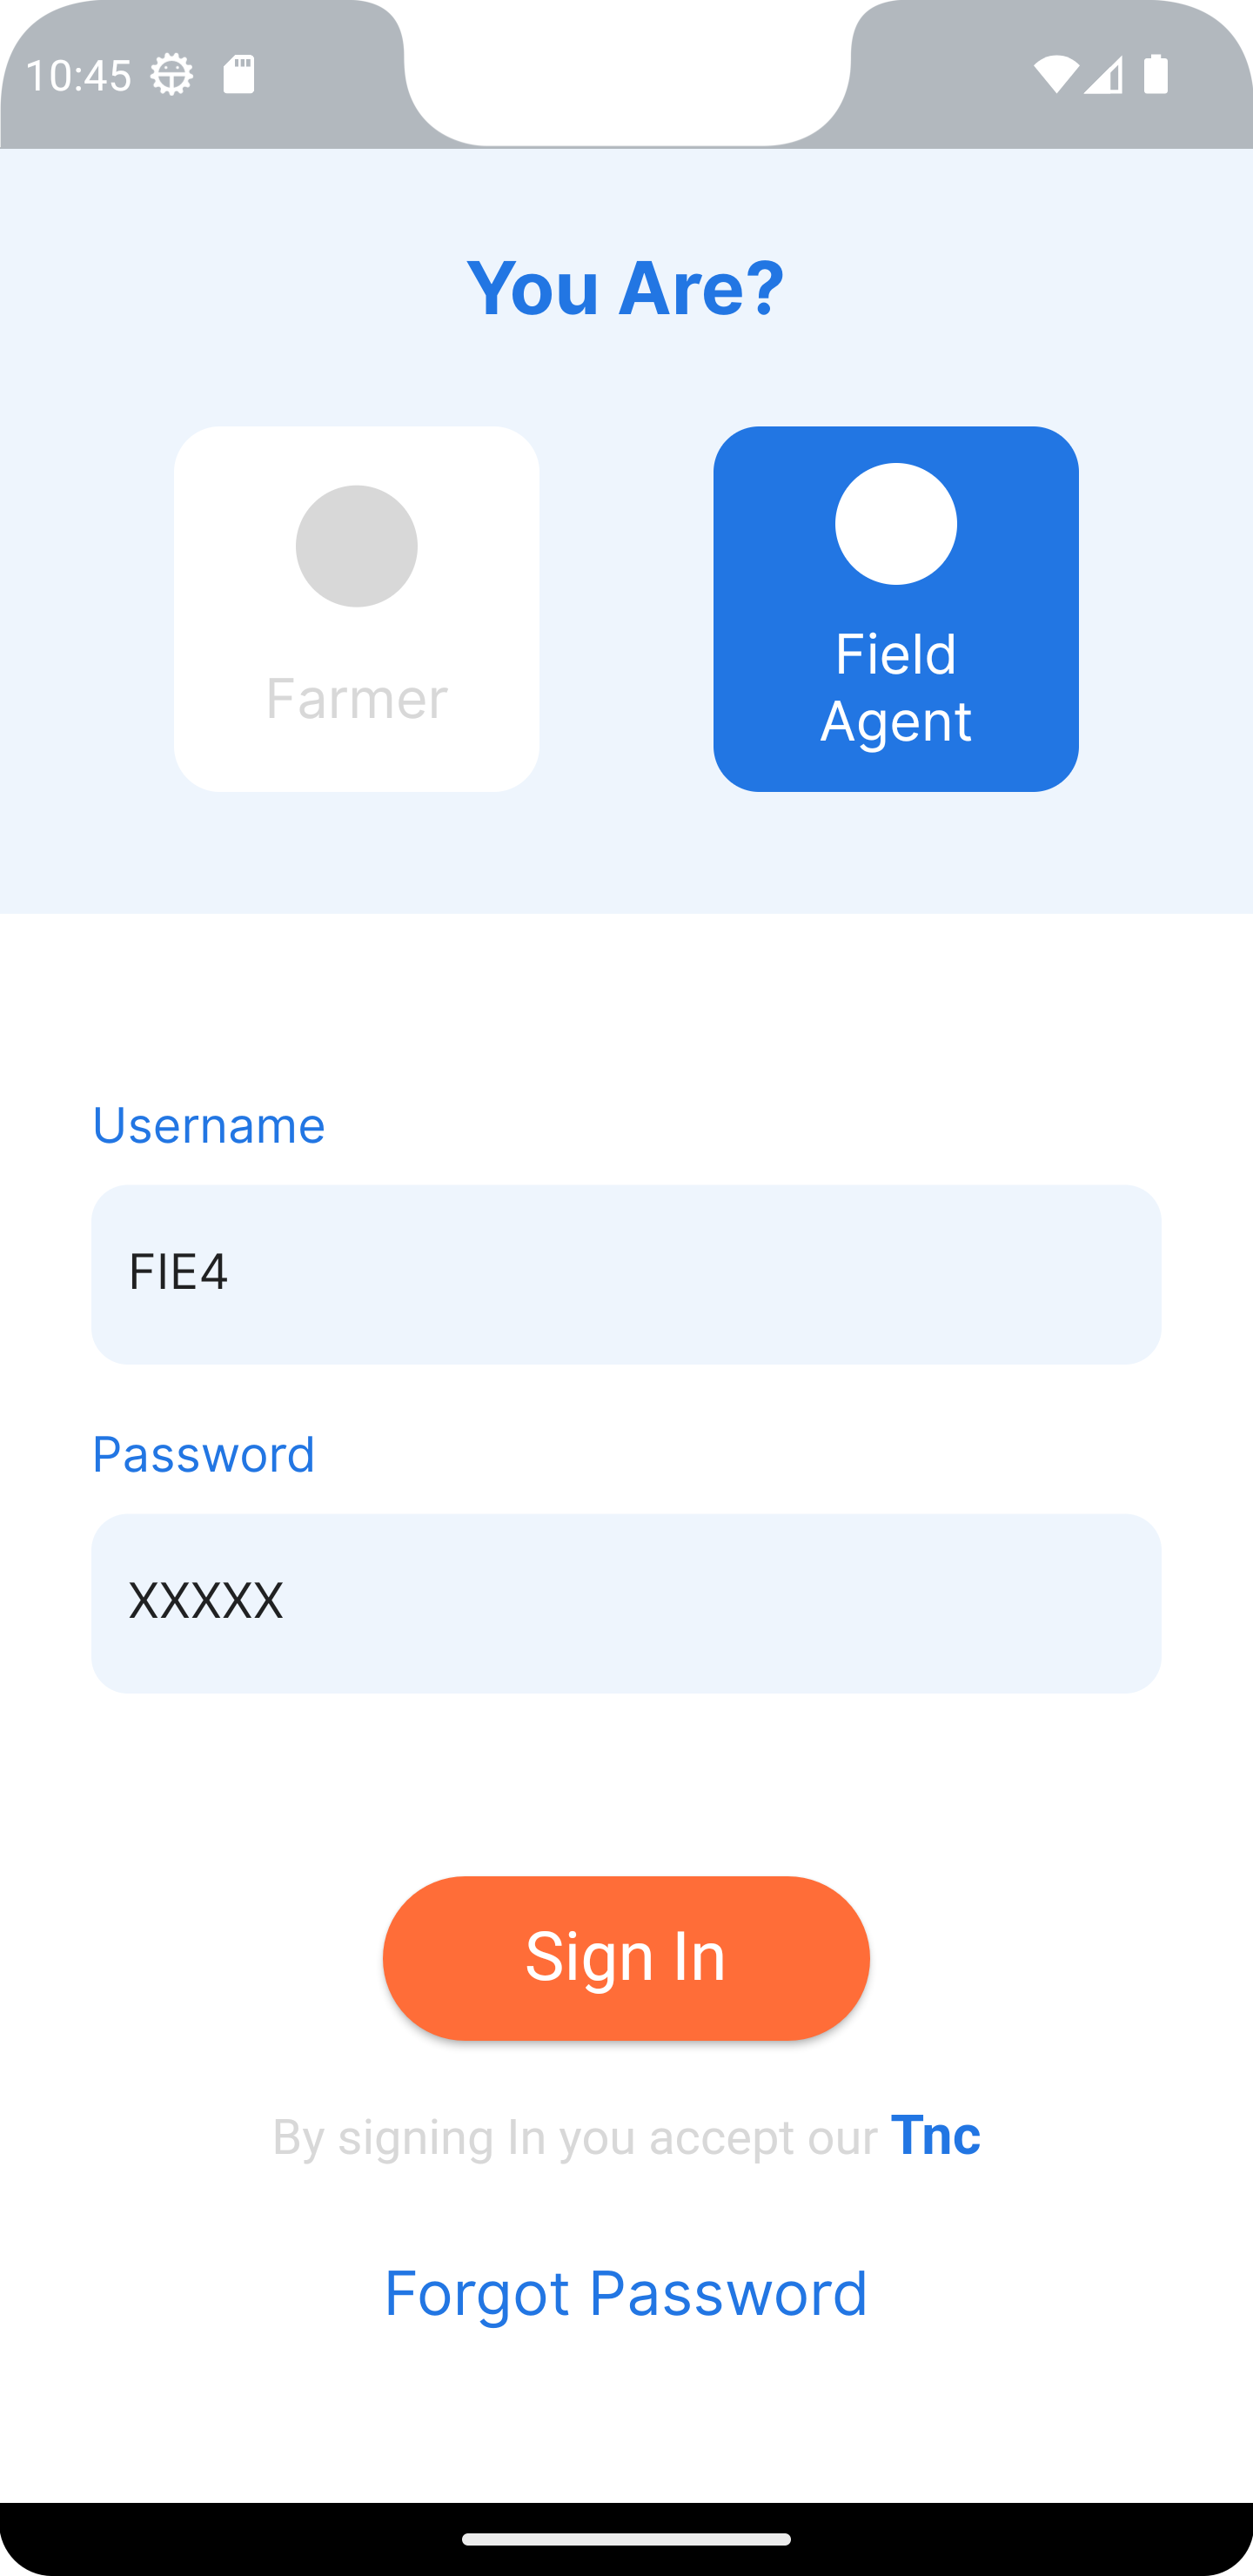 10:45
You Are?
Farmer
Field
Agent
Username
FIE4
Password
XXXXX
Sign In
By signing In you accept our Tnc
Forgot Password